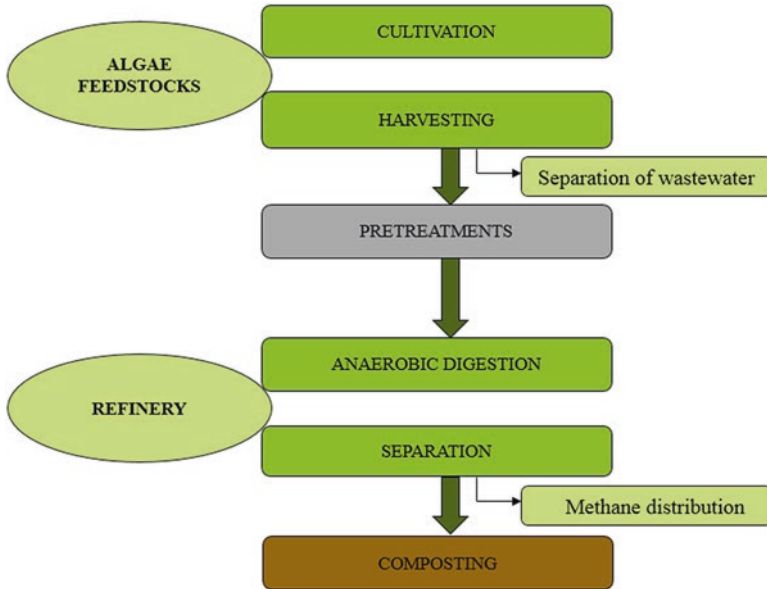 CULTIVATION
ALGAE
FEEDSTOCKS
HARVESTING
Separation of wastewater
PRETREATMENTS
ANAEROBIC DIGESTION
REFINERY
SEPARATION
Methane distribution
COMPOSTING